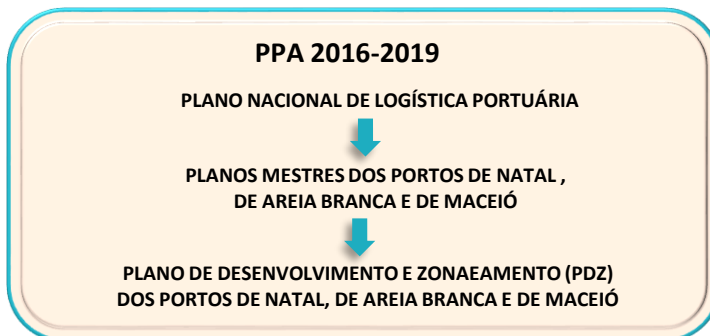 PPA 2016-2019
PLANO NACIONAL DE LOGÍSTICA PORTUÁRIA
PLANOS MESTRES DOS PORTOS DE NATAL ,
DE AREIA BRANCA E DE MACEIÓ
PLANO DE DESENVOLVIMENTO E ZONAEAMENTO (PDZ)
DOS PORTOS DE NATAL, DE AREIA BRANCA E DE MACEIÓ